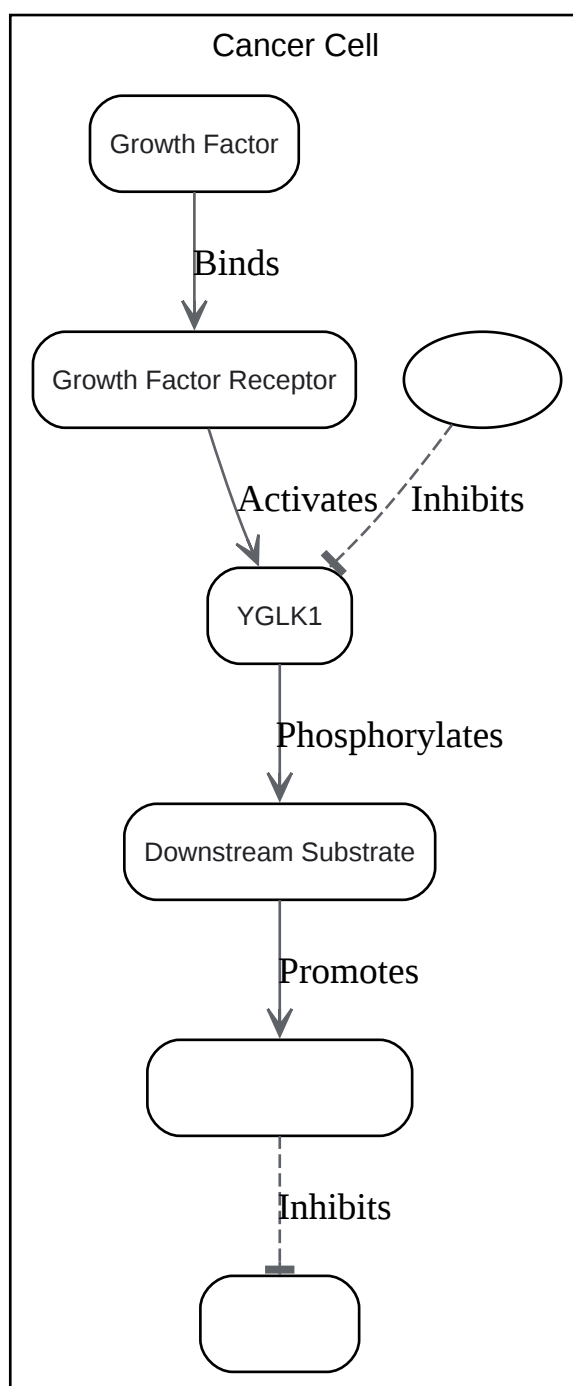 Cancer Cell
Growth Factor
Binds
Growth Factor Receptor
Activates
Inhibits
YGLK1
Phosphorylates
Downstream Substrate
Promotes
Inhibits